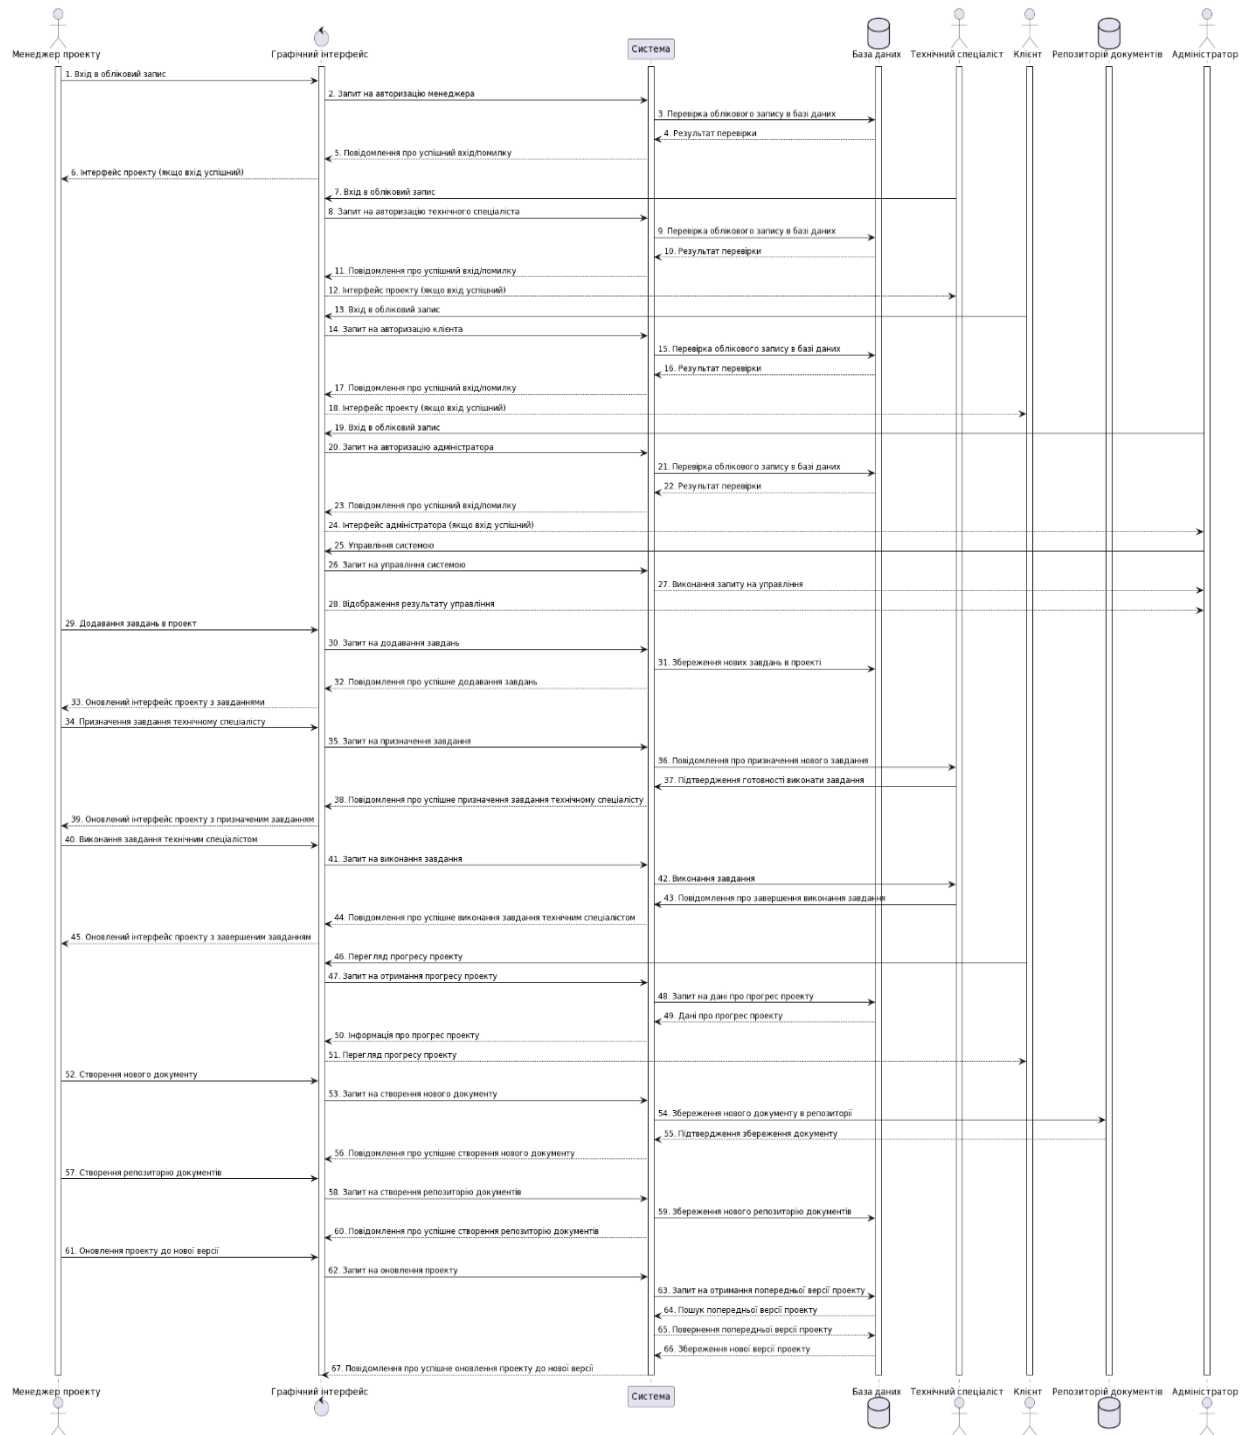 Менеджер проекту
Графічний інтерфейс
Система
База даних
Технічний спеціаліст
Клієнт
Репозиторій документів
Адміністратор
1. Вхід в обліковий запис
2. Запит на авторизацію менеджера
3. Перевірка облікового запису в базі даних
4. Результат перевірки
5. Повідомлення про успішний вхід/помилку
6. Інтерфейс проекту (якщо вхід успішний)
7. Вхід в обліковий запис
8. Запит на авторизацію технічного спеціаліста
9. Перевірка облікового запису в базі даних
10. Результат перевірки
11. Повідомлення про успішний вхід/помилку
12. Інтерфейс проекту (якщо вхід успішний)
13. Вхід в обліковий запис
14. Запит на авторизацію клієнта
15. Перевірка облікового запису в базі даних
16. Результат перевірки
17. Повідомлення про успішний вхід/помилку
18. Інтерфейс проекту (якщо вхід успішний)
19. Вхід в обліковий запис
20. Запит на авторизацію адміністратора
21. Перевірка облікового запису в базі даних
22. Результат перевірки
23. Повідомлення про успішний вхід/помилку
24. Інтерфейс адміністратора (якщо вхід успішний)
25. Управління системою
26. Запит на управління системою
27. Виконання запиту на управління
28. Відображення результату управління
29. Додавання завдань в проект
30. Запит на додавання завдань
31. Збереження нових завдань в проекті
32. Повідомлення про успішне додавання завдань
33. Оновлений інтерфейс проекту з завданнями
34. Призначення завдання технічному спеціалісту
35. Запит на призначення завдання
36. Повідомлення про призначення нового завдання
37. Підтвердження готовності виконати завдання
38. Повідомлення про успішне призначення завдання технічному спеціалісту
39. Оновлений інтерфейс проекту з призначеним завданням
40. Виконання завдання технічним спеціалістом
41. Запит на виконання завдання
42. Виконання завдання
43. Повідомлення про завершення виконання завдання
44. Повідомлення про успішне виконання завдання технічним спеціалістом
45. Оновлений інтерфейс проекту з завершеним завданням
46. Перегляд прогресу проекту
47. Запит на отримання прогресу проекту
48. Запит на дані про прогрес проекту
49. Дані про прогрес проекту
50. Інформація про прогрес проекту
51. Перегляд прогресу проекту
52. Створення нового документу
53. Запит на створення нового документу
54. Збереження нового документу в репозиторії
55. Підтвердження збереження документу
56. Повідомлення про успішне створення нового документу
57. Створення репозиторію документів
58. Запит на створення репозиторію документів
59. Збереження нового репозиторію документів
60. Повідомлення про успішне створення репозиторію документів
61. Оновлення проекту до нової версії
62. Запит на оновлення проекту
63. Запит на отримання попередньої версії проекту
64. Пошук попередньої версії проекту
65. Повернення попередньої версії проекту
66. Збереження нової версії проекту
67. Повідомлення про успішне оновлення проекту до нової версії
Менеджер проекту
Графічний інтерфейс
Система
База даних
Технічний спеціаліст
Клієнт
Репозиторій документів
Адміністратор